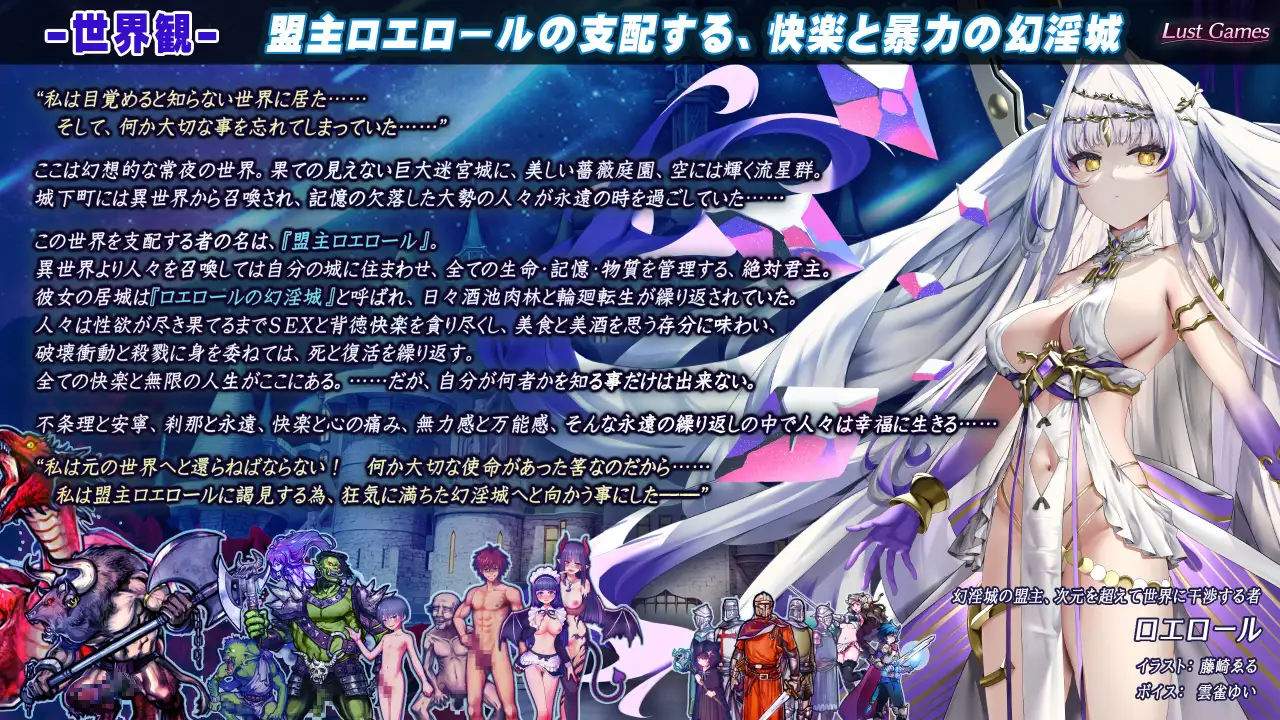 -世界観-
盟主ロエロールの支配する、快楽と暴力の幻淫城
Lust Games
“私は目覚めると知らない世界に居た……
そして、何か大切な事を忘れてしまっていた……”
ここは幻想的な常夜の世界。果ての見えない巨大迷宮城に、美しい薔薇庭園、空には輝く流星群。
城下町には異世界から召喚され、記憶の欠落した大勢の人々が永遠の時を過ごしていた……
この世界を支配する者の名は、『盟主ロエロール』。
異世界より人々を召喚しては自分の城に住まわせ、全ての生命・記憶・物質を管理する、絶対君主。
彼女の居城は『ロエロールの幻淫城』と呼ばれ、日々酒池肉林と輪廻転生が繰り返されていた。
人々は性欲が尽き果てるまでSEXと背徳快楽を貪り尽くし、美食と美酒を思う存分に味わい、
破壊衝動と殺戮に身を委ねては、死と復活を繰り返す。
全ての快楽と無限の人生がここにある。……だが、自分が何者かを知る事だけは出来ない。
不条理と安寧、刹那と永遠、快楽と心の痛み、無力感と万能感、そんな永遠の繰り返しの中で人々は幸福に生きる……
“私は元の世界へと還らねばならない！　何か大切な使命があった筈なのだから……
私は盟主ロエロールに謁見する為、狂気に満ちた幻淫城へと向かう事にした――”
幻淫城の盟主、次元を超えて世界に干渉する者
ロエロール
イラスト：藤崎ゑる
ボイス：雲雀ゆい